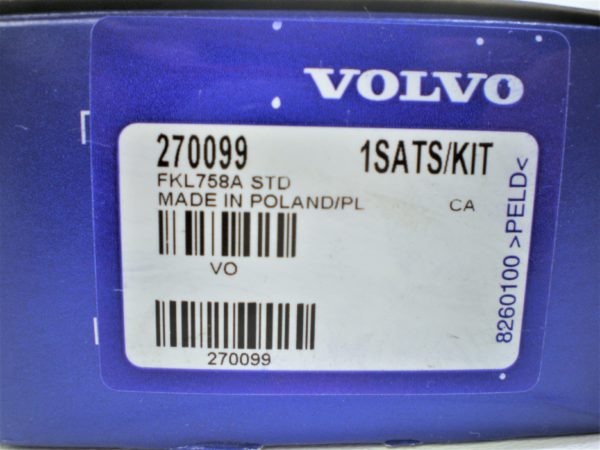 VOLVO
270099 1SATS/KIT
FKL758A STD
MADE IN POLAND/PL CA
VO
270099
8260100 >PELD<